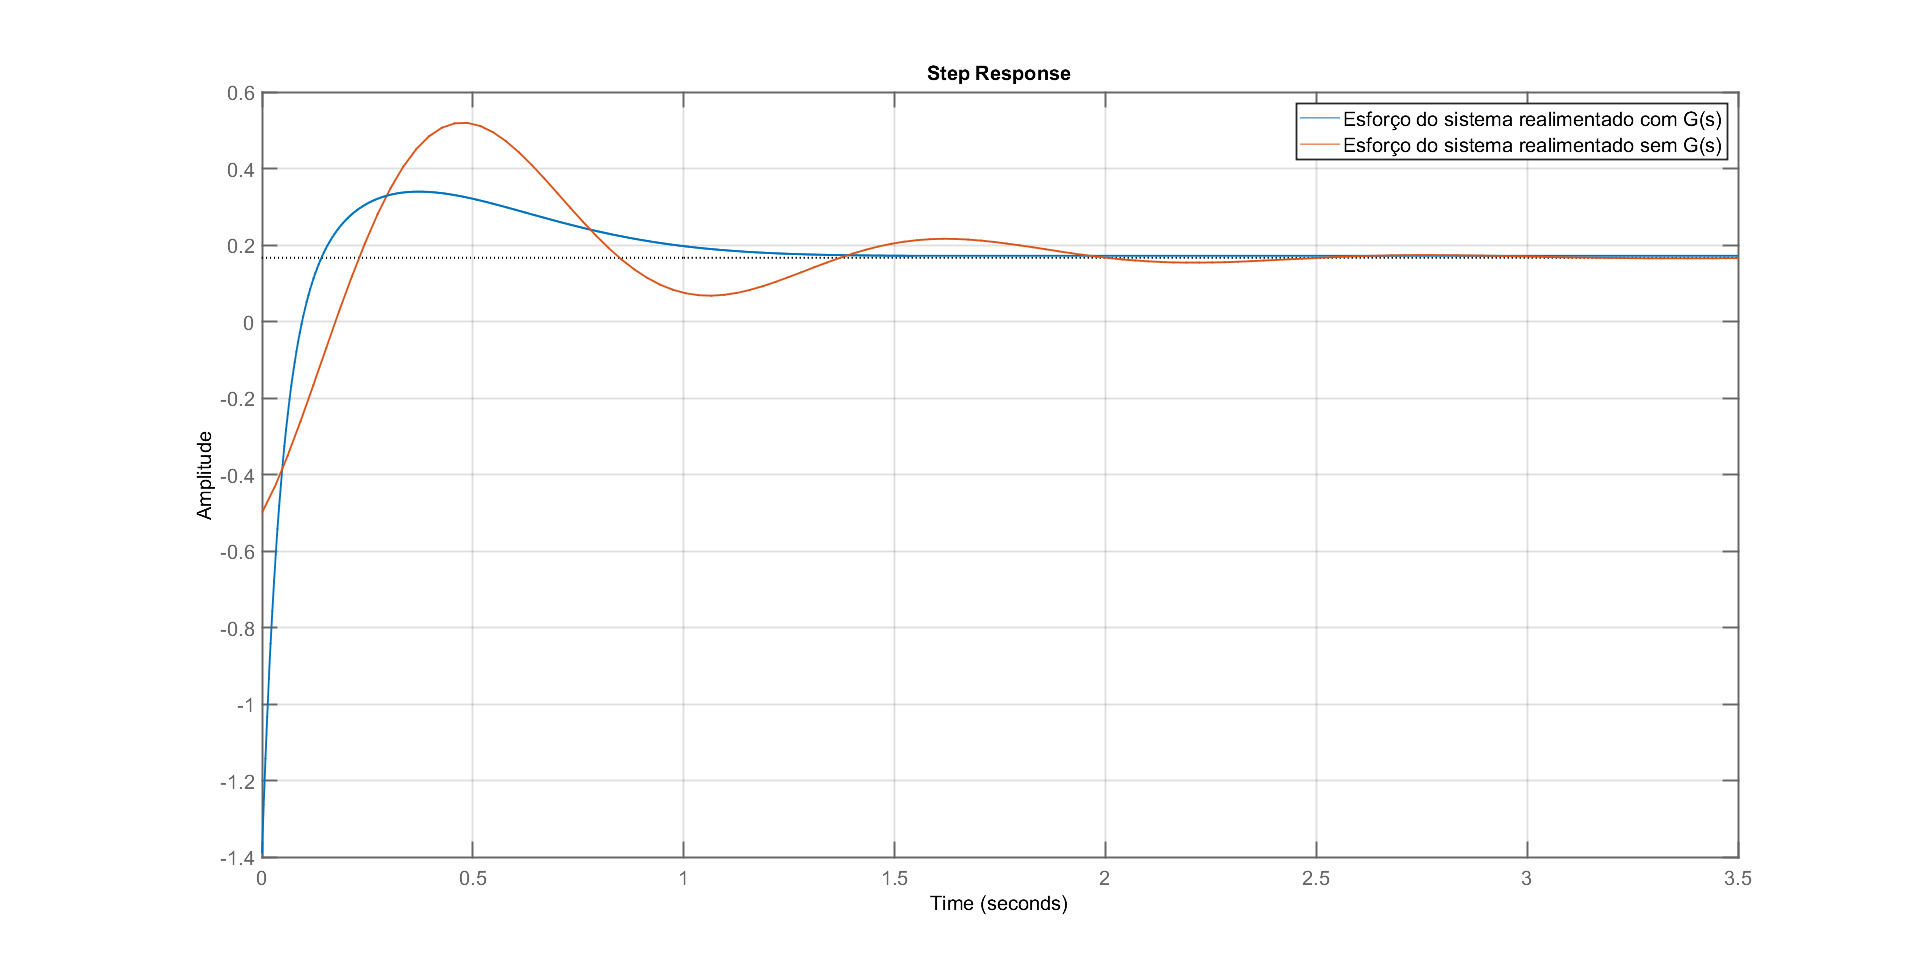 Step Response
Esforço do sistema realimentado com G(s)
Esforço do sistema realimentado sem G(s)
Amplitude
0.6
0.4
0.2
0
-0.2
-0.4
-0.6
-0.8
-1
-1.2
-1.4
0 0.5 1 1.5 2 2.5 3 3.5
Time (seconds)